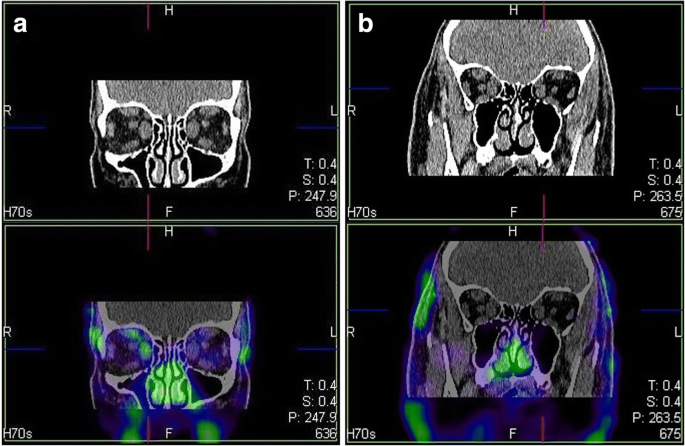 a
H
R
L
T: 0.4
S: 0.4
P: 247.9
H70s
F
636
b
H
R
L
T: 0.4
S: 0.4
P: 263.5
H70s
F
675
H
R
L
T: 0.4
S: 0.4
P: 247.9
H70s
F
636
H
R
L
T: 0.4
S: 0.4
P: 263.5
H70s
F
675